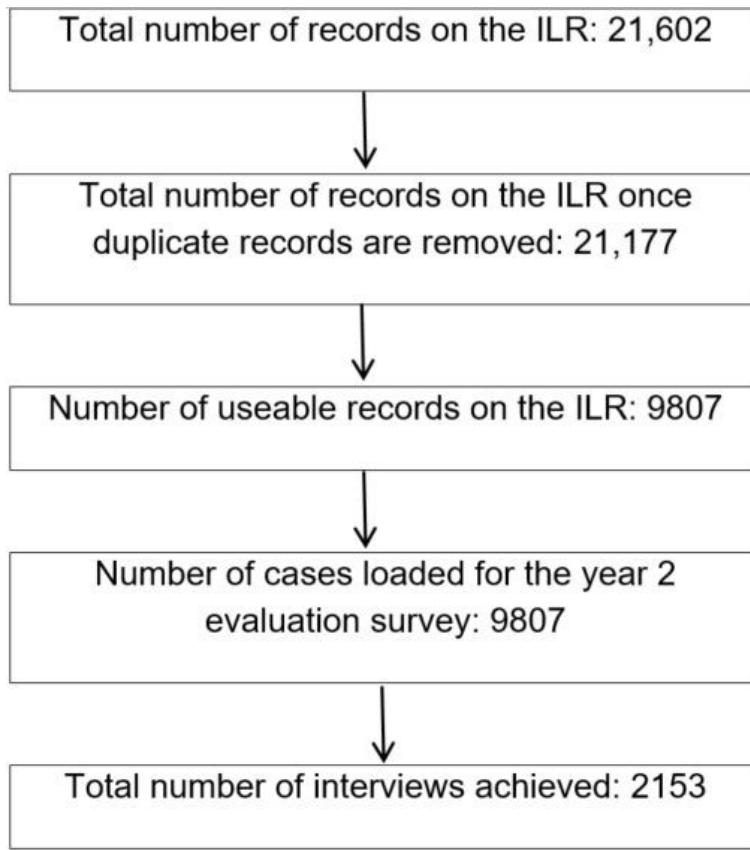 Total number of records on the ILR: 21,602
Total number of records on the ILR once
duplicate records are removed: 21,177
Number of useable records on the ILR: 9807
Number of cases loaded for the year 2
evaluation survey: 9807
Total number of interviews achieved: 2153